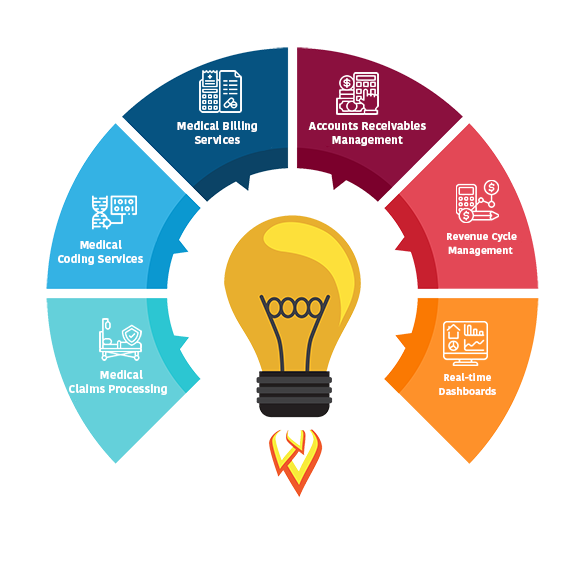 Medical Billing
Services
Accounts Receivables
Management
Medical
Coding Services
Revenue Cycle
Management
Medical
Claims Processing
Real-time
Dashboards